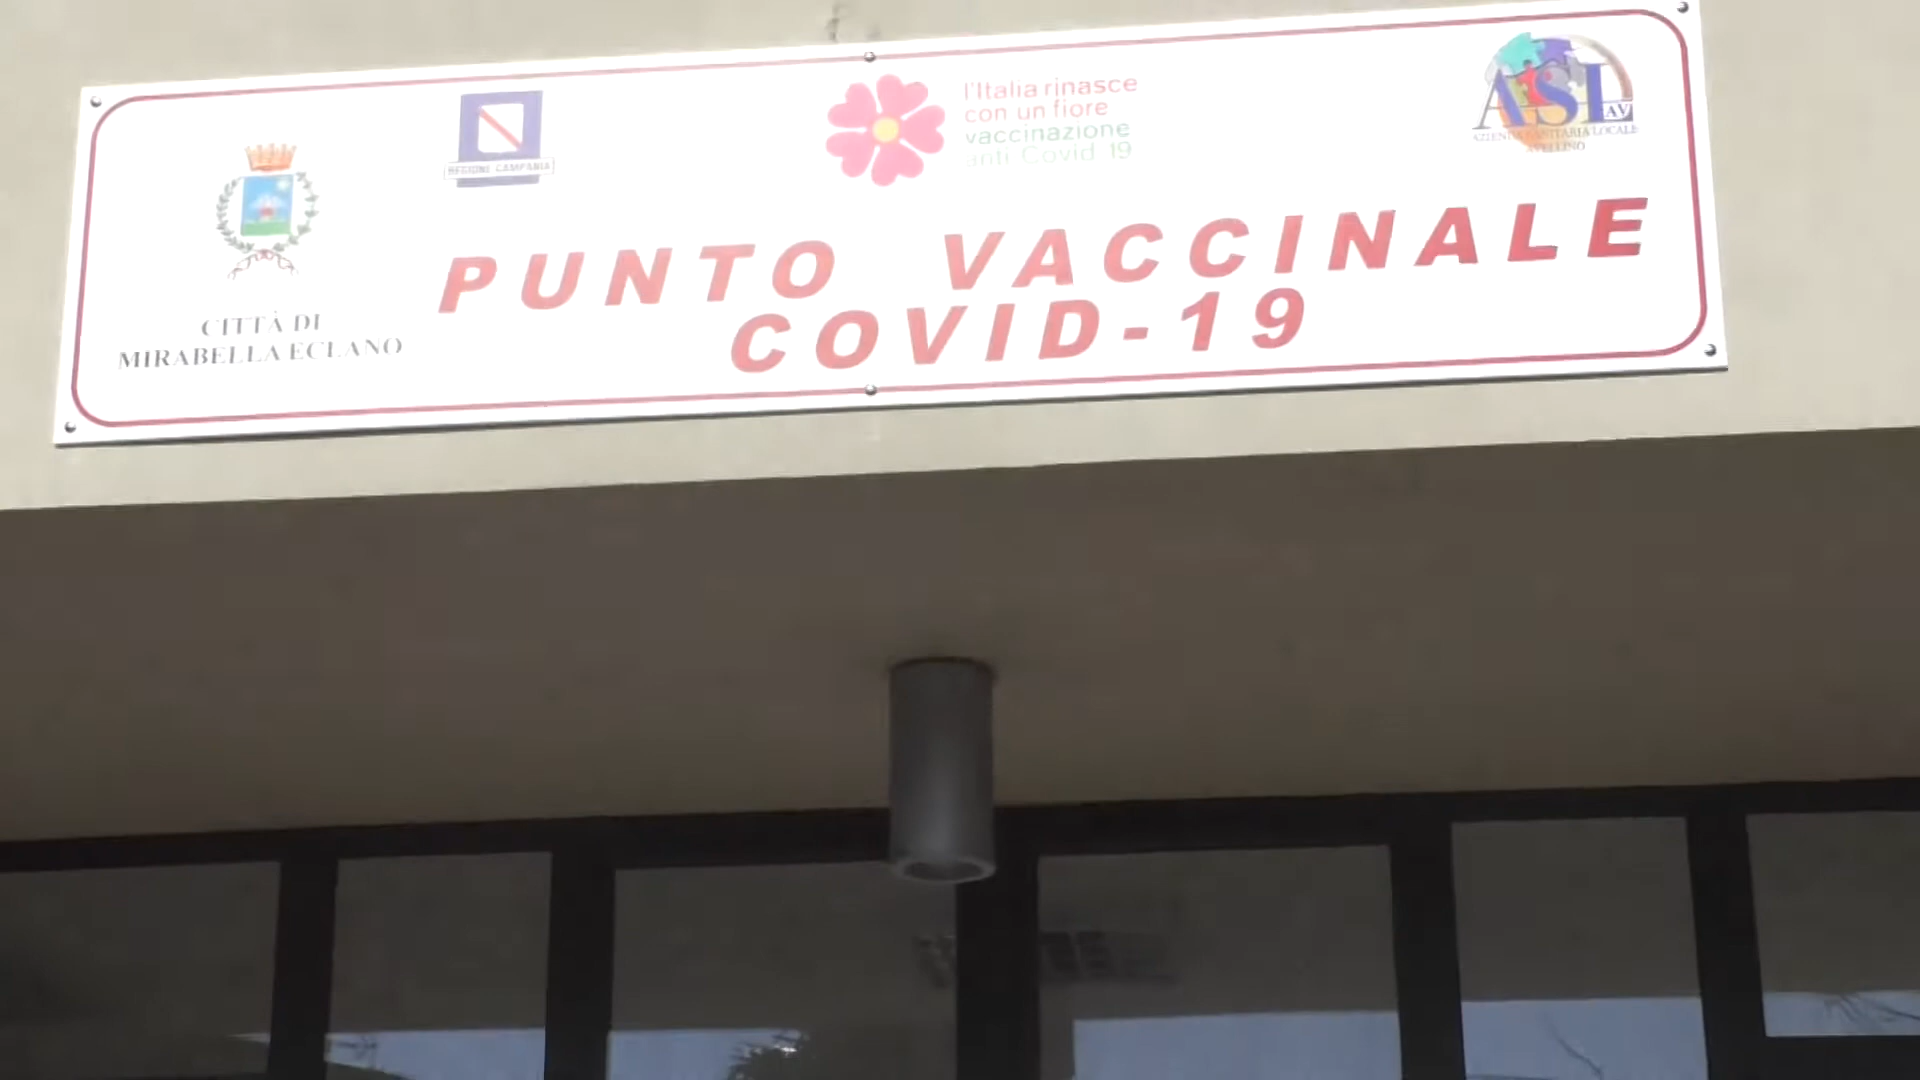 REGIONE CAMPANIA
l'Italia rinasce
con un fiore
vaccinazione
anti Covid 19
ASL
AV
AZIENDA SANITARIA LOCALE
AVELLINO
CITTÀ DI
MIRABELLA ECLANO
PUNTO VACCINALE
COVID-19